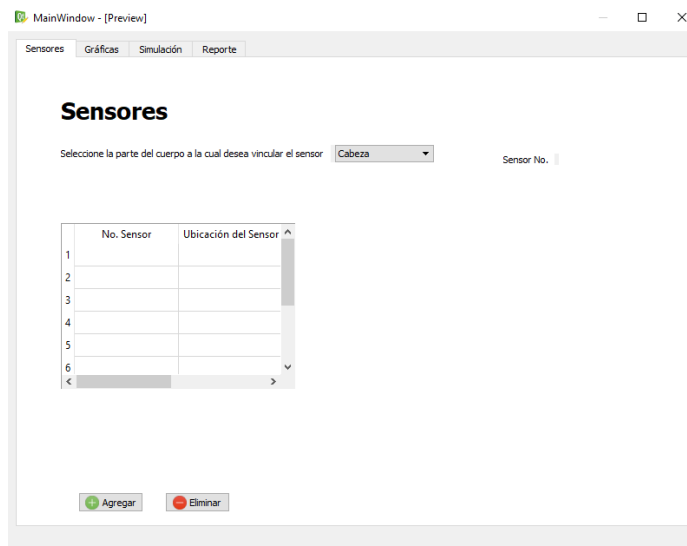 MainWindow - [Preview]
Sensores Gráficas Simulación Reporte
Sensores
Seleccione la parte del cuerpo a la cual desea vincular el sensor Cabeza Sensor No.
No. Sensor Ubicación del Sensor
1
2
3
4
5
6
Agregar Eliminar